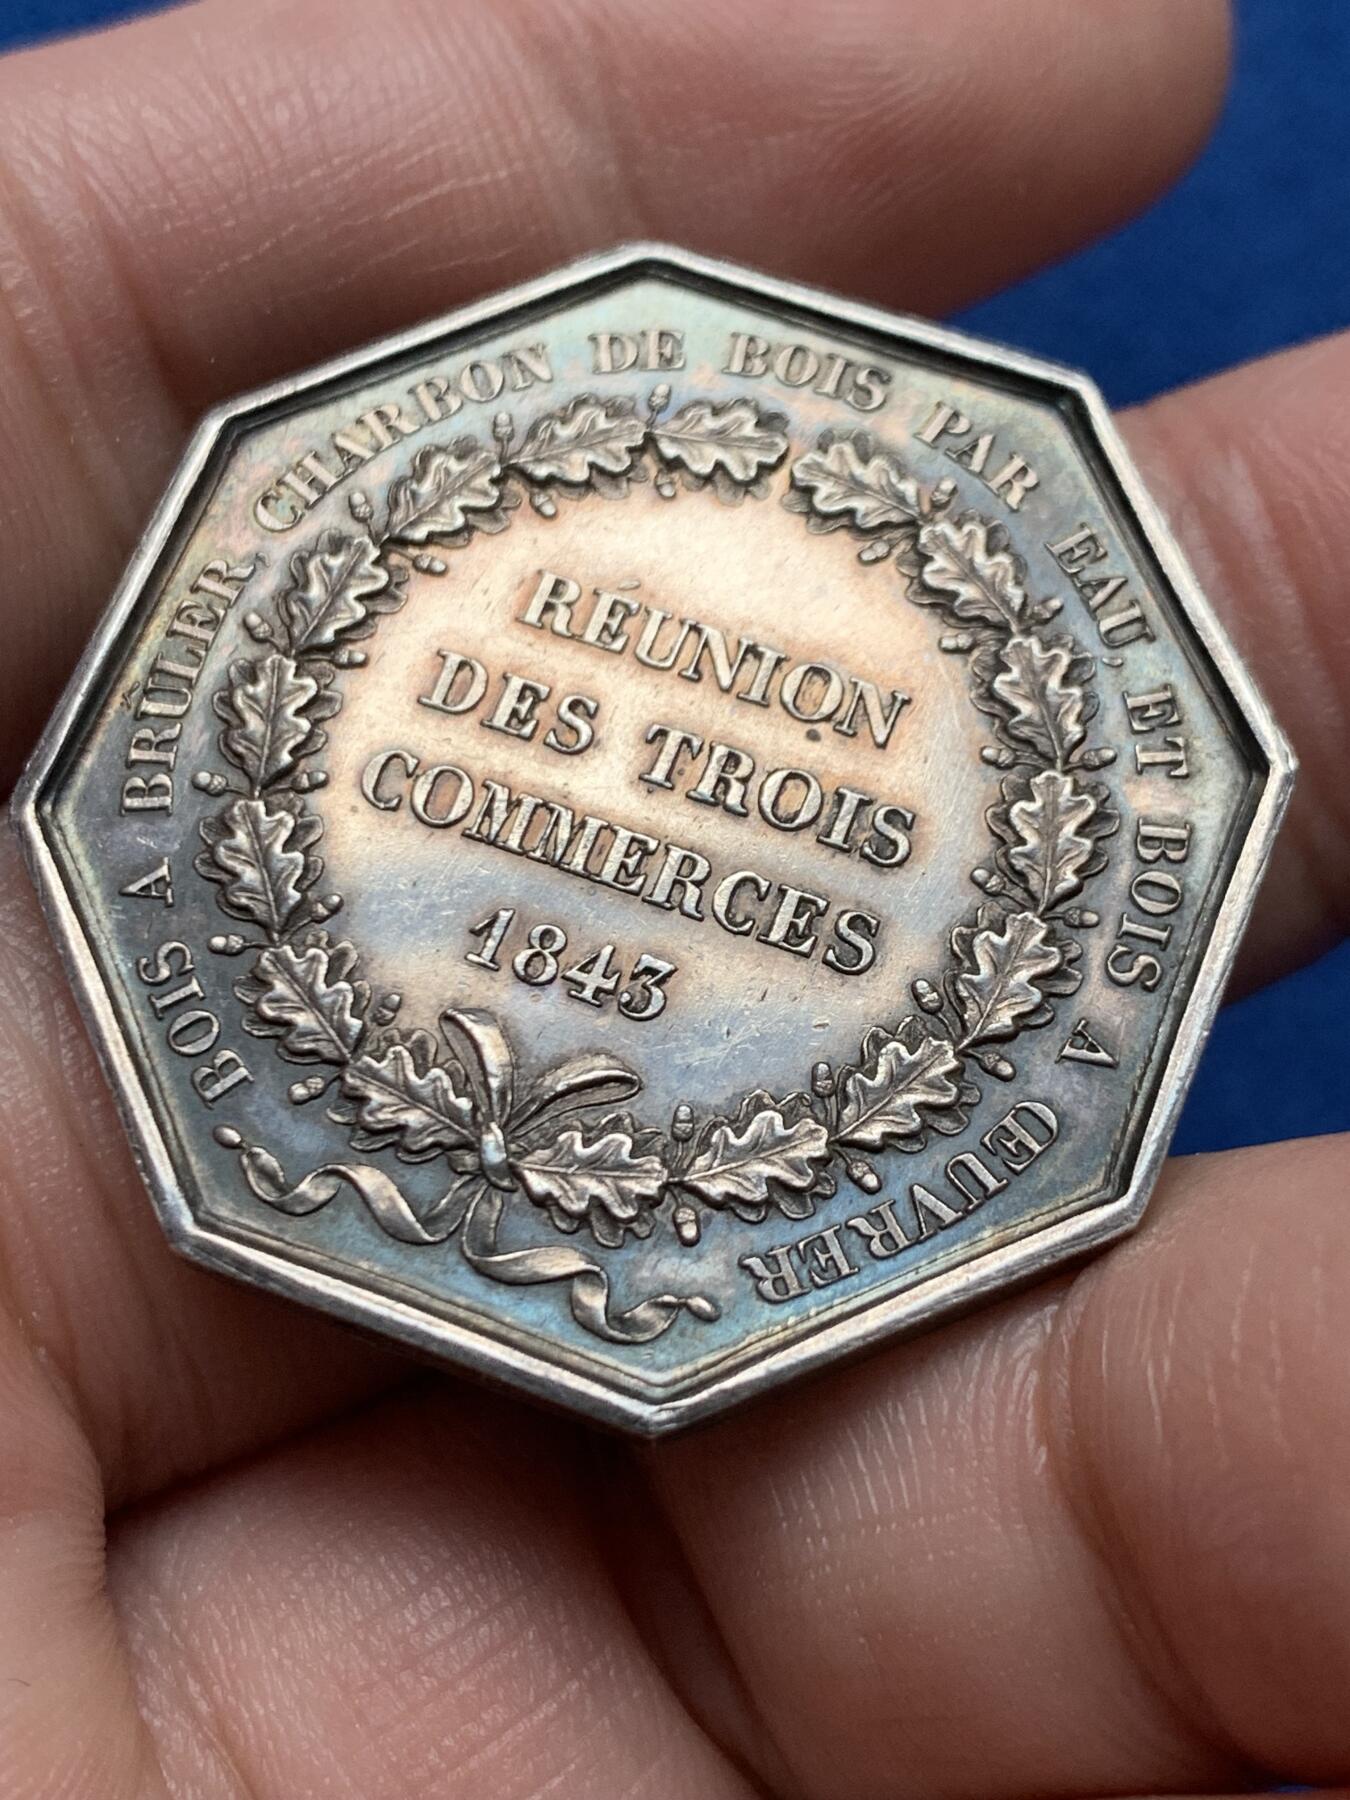 BOIS A BRÛLER, CHARBON DE BOIS PAR EAU, ET BOIS A ŒUVRER
RÉUNION
DES TROIS
COMMERCES
1843